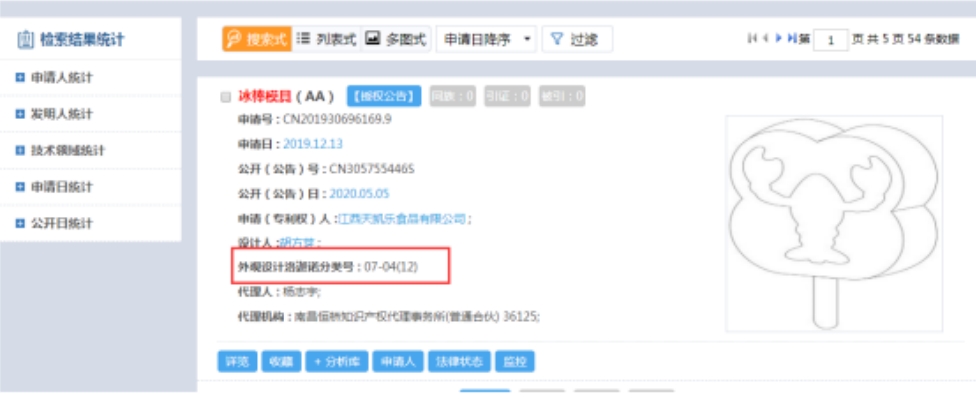 检索结果统计
申请人统计
发明人统计
技术领域统计
申请日统计
公开日统计
搜索式 列表式 多图式 申请日降序 过滤
第 1 页 共 5 页 54 条数据
冰棒模具（AA） 【授权公告】 同族：0 引证：0 被引：0
申请号：CN201930696169.9
申请日：2019.12.13
公开（公告）号：CN305755446S
公开（公告）日：2020.05.05
申请（专利权）人：江西天凯乐食品有限公司；
设计人：胡方芽；
外观设计洛迦诺分类号：07-04(12)
代理人：杨志宇;
代理机构：南昌恒桥知识产权代理事务所(普通合伙) 36125;
详览 收藏 + 分析库 申请人 法律状态 监控